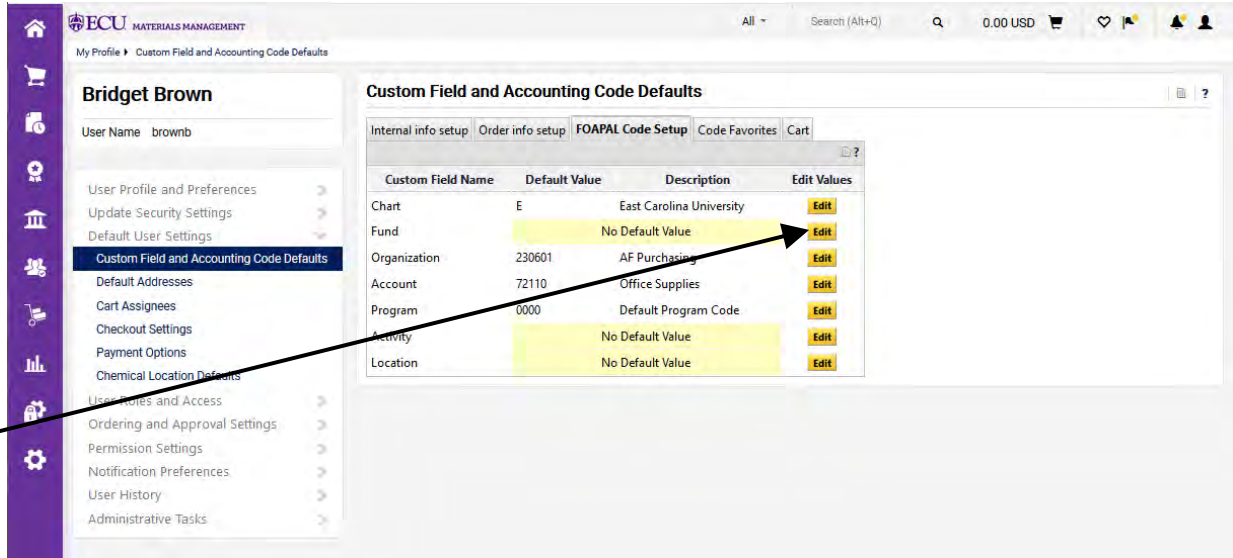 ECU MATERIALS MANAGEMENT
All
Search (Alt+Q)
0.00 USD
My Profile Custom Field and Accounting Code Defaults
Bridget Brown
User Name brownb
User Profile and Preferences
Update Security Settings
Default User Settings
Custom Field and Accounting Code Defaults
Default Addresses
Cart Assignees
Checkout Settings
Payment Options
Chemical Location Defaults
User Roles and Access
Ordering and Approval Settings
Permission Settings
Notification Preferences
User History
Administrative Tasks
Custom Field and Accounting Code Defaults
?
Internal info setup Order info setup FOAPAL Code Setup Code Favorites Cart
?
Custom Field Name Default Value Description Edit Values
Chart E East Carolina University Edit
Fund No Default Value Edit
Organization 230601 AF Purchasing Edit
Account 72110 Office Supplies Edit
Program 0000 Default Program Code Edit
Activity No Default Value Edit
Location No Default Value Edit